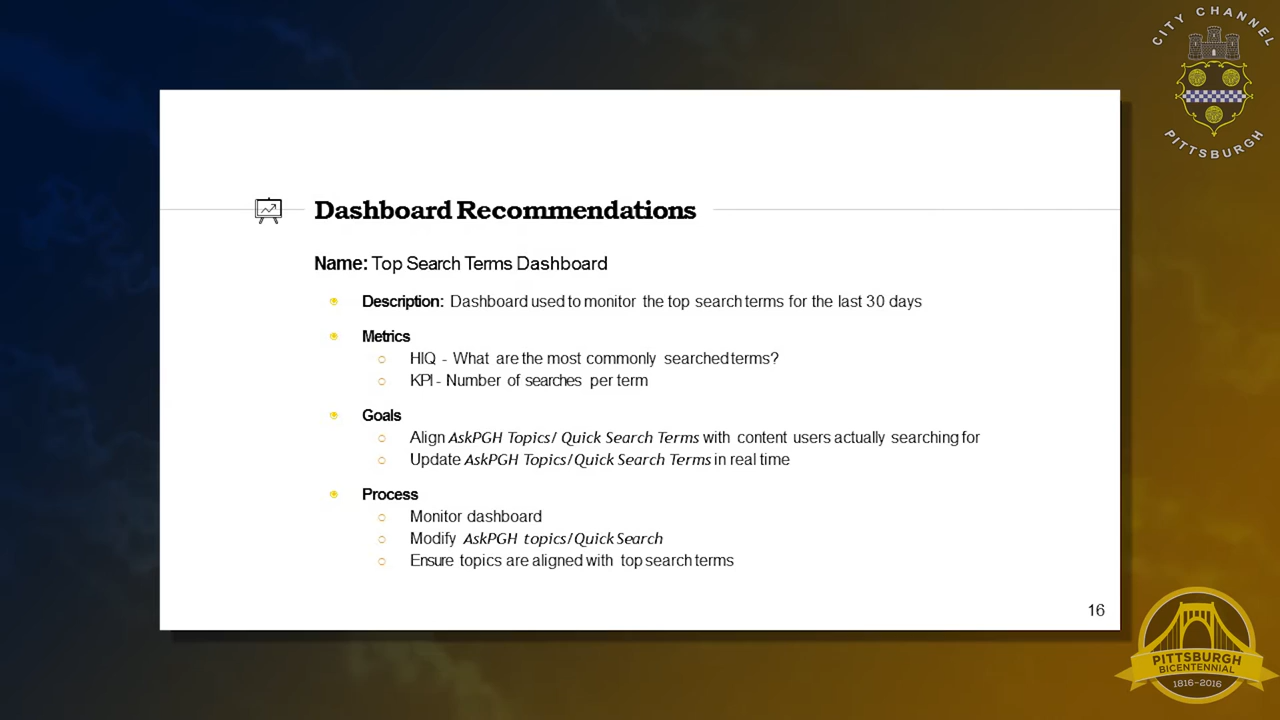 CITY CHANNEL
PITTSBURGH
Dashboard Recommendations
Name: Top Search Terms Dashboard
Description: Dashboard used to monitor the top search terms for the last 30 days
Metrics
HIQ - What are the most commonly searched terms?
KPI - Number of searches per term
Goals
Align AskPGH Topics/ Quick Search Terms with content users actually searching for
Update AskPGH Topics/Quick Search Terms in real time
Process
Monitor dashboard
Modify AskPGH topics/Quick Search
Ensure topics are aligned with top search terms
16
PITTSBURGH
BICENTENNIAL
1816-2016